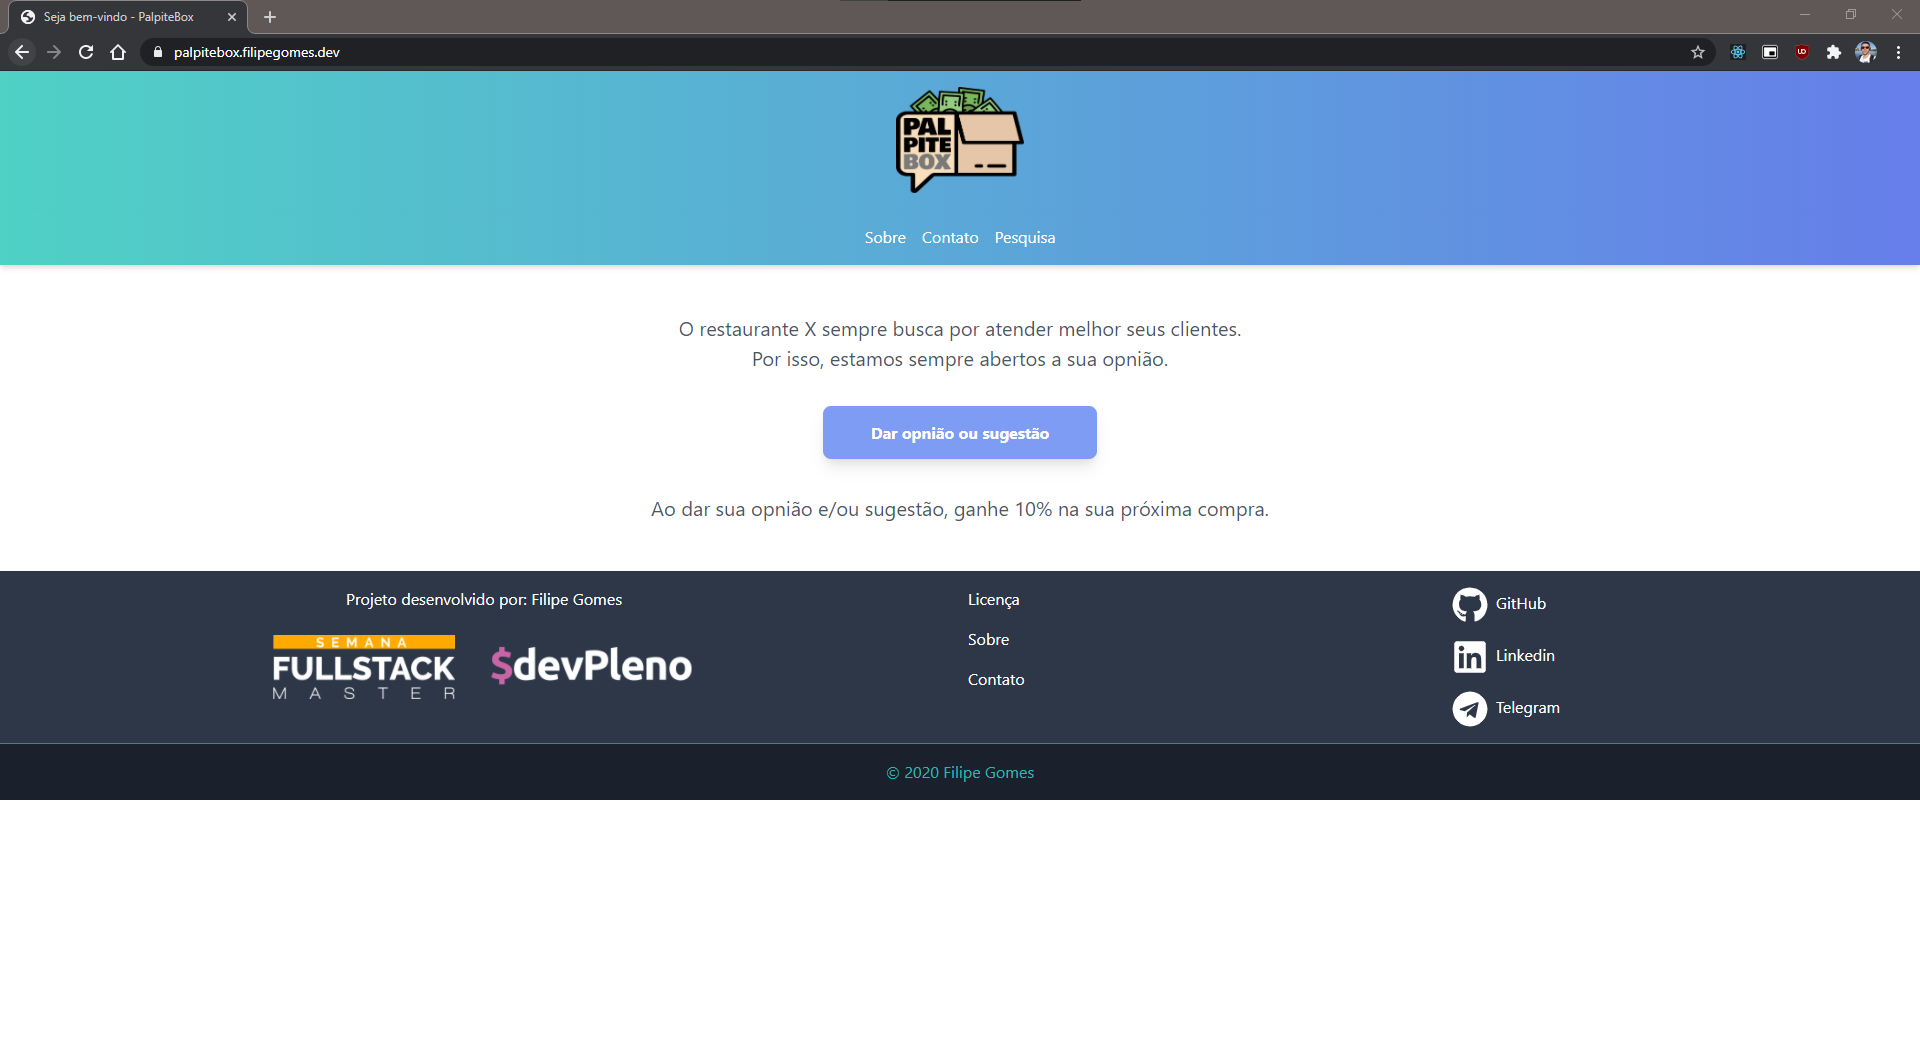 Seja bem-vindo - PalpiteBox
palpitebox.filipegomes.dev
PAL
PITE
BOX
Sobre Contato Pesquisa
O restaurante X sempre busca por atender melhor seus clientes.
Por isso, estamos sempre abertos a sua opnião.
Dar opnião ou sugestão
Ao dar sua opnião e/ou sugestão, ganhe 10% na sua próxima compra.
Projeto desenvolvido por: Filipe Gomes
SEMANA
FULLSTACK
MASTER
$devPleno
Licença
Sobre
Contato
GitHub
in
Linkedin
Telegram
© 2020 Filipe Gomes